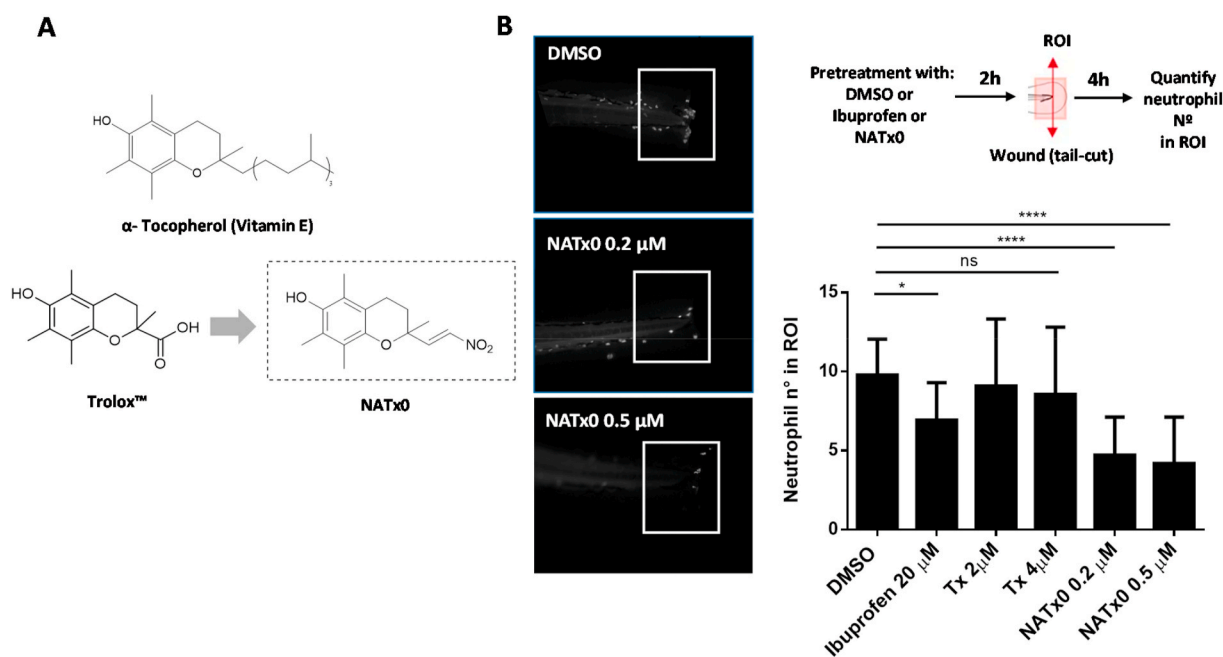 A
HO
O
3
α- Tocopherol (Vitamin E)
HO
O
OH
O
Trolox™
HO
O
NO2
NATx0
B
DMSO
NATx0 0.2 µM
NATx0 0.5 µM
ROI
Pretreatment with:
DMSO or
Ibuprofen or
NATx0
2h
4h
Wound (tail-cut)
Quantify
neutrophil
Nº
in ROI
****
****
ns
*
Neutrophil n° in ROI
15
10
5
0
DMSO
Ibuprofen 20 µM
Tx 2µM
Tx 4µM
NATx0 0.2 µM
NATx0 0.5 µM